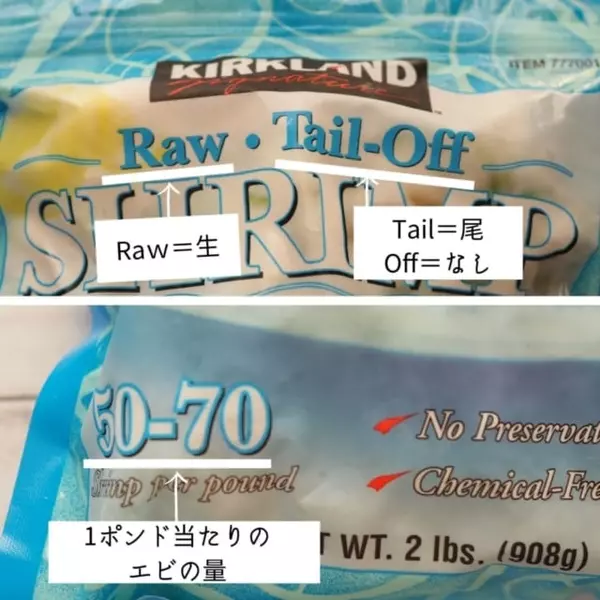 KIRKLAND
Signature
ITEM 777001
Raw • Tail-Off
SHRIMP
Raw=生
Tail=尾
Off=なし
50-70
Shrimp per pound
No Preservat
Chemical-Fre
1ポンド当たりの
エビの量
T WT. 2 lbs. (908g)